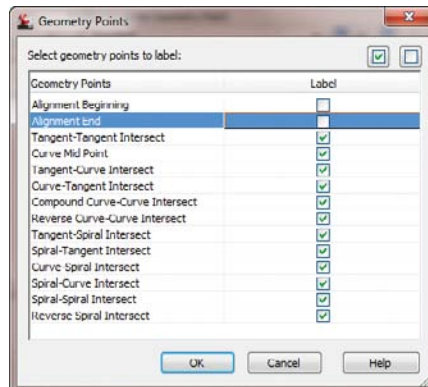 Geometry Points
Select geometry points to label:
Geometry Points Label
Alignment Beginning
Alignment End
Tangent-Tangent Intersect
Curve Mid Point
Tangent-Curve Intersect
Curve-Tangent Intersect
Compound Curve-Curve Intersect
Reverse Curve-Curve Intersect
Tangent-Spiral Intersect
Spiral-Tangent Intersect
Curve Spiral Intersect
Spiral-Curve Intersect
Spiral-Spiral Intersect
Reverse Spiral Intersect
OK Cancel Help